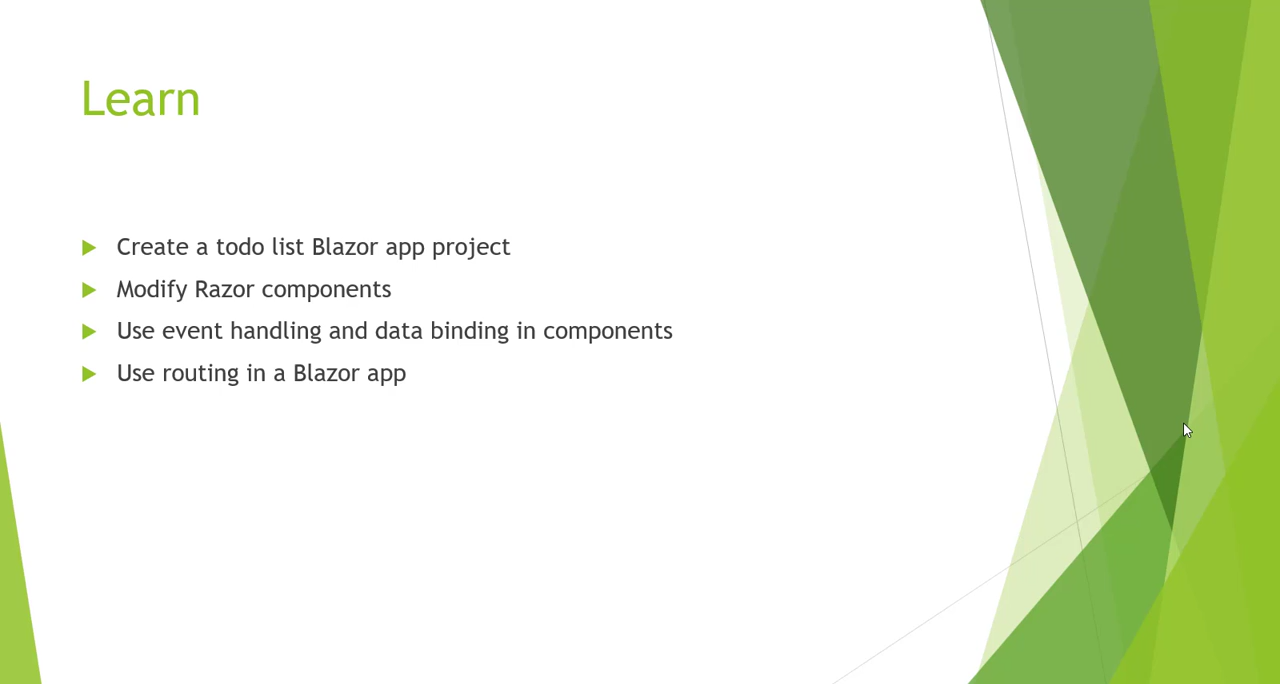 Learn
Create a todo list Blazor app project
Modify Razor components
Use event handling and data binding in components
Use routing in a Blazor app